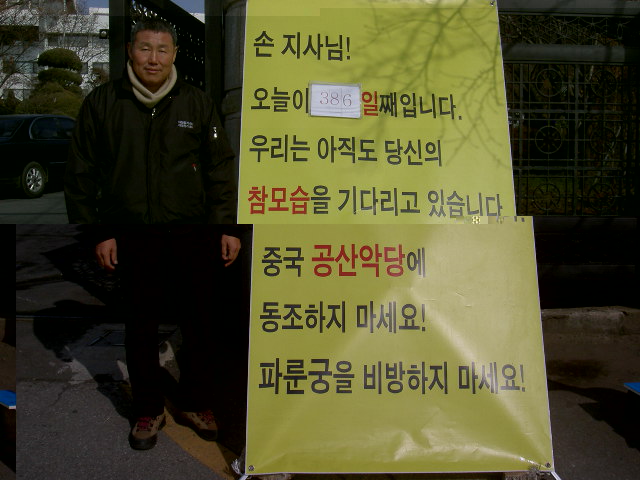 손 지사님!
오늘이 386 일째입니다.
우리는 아직도 당신의
참모습을 기다리고 있습니다
중국 공산악당에
동조하지 마세요!
파룬궁을 비방하지 마세요!